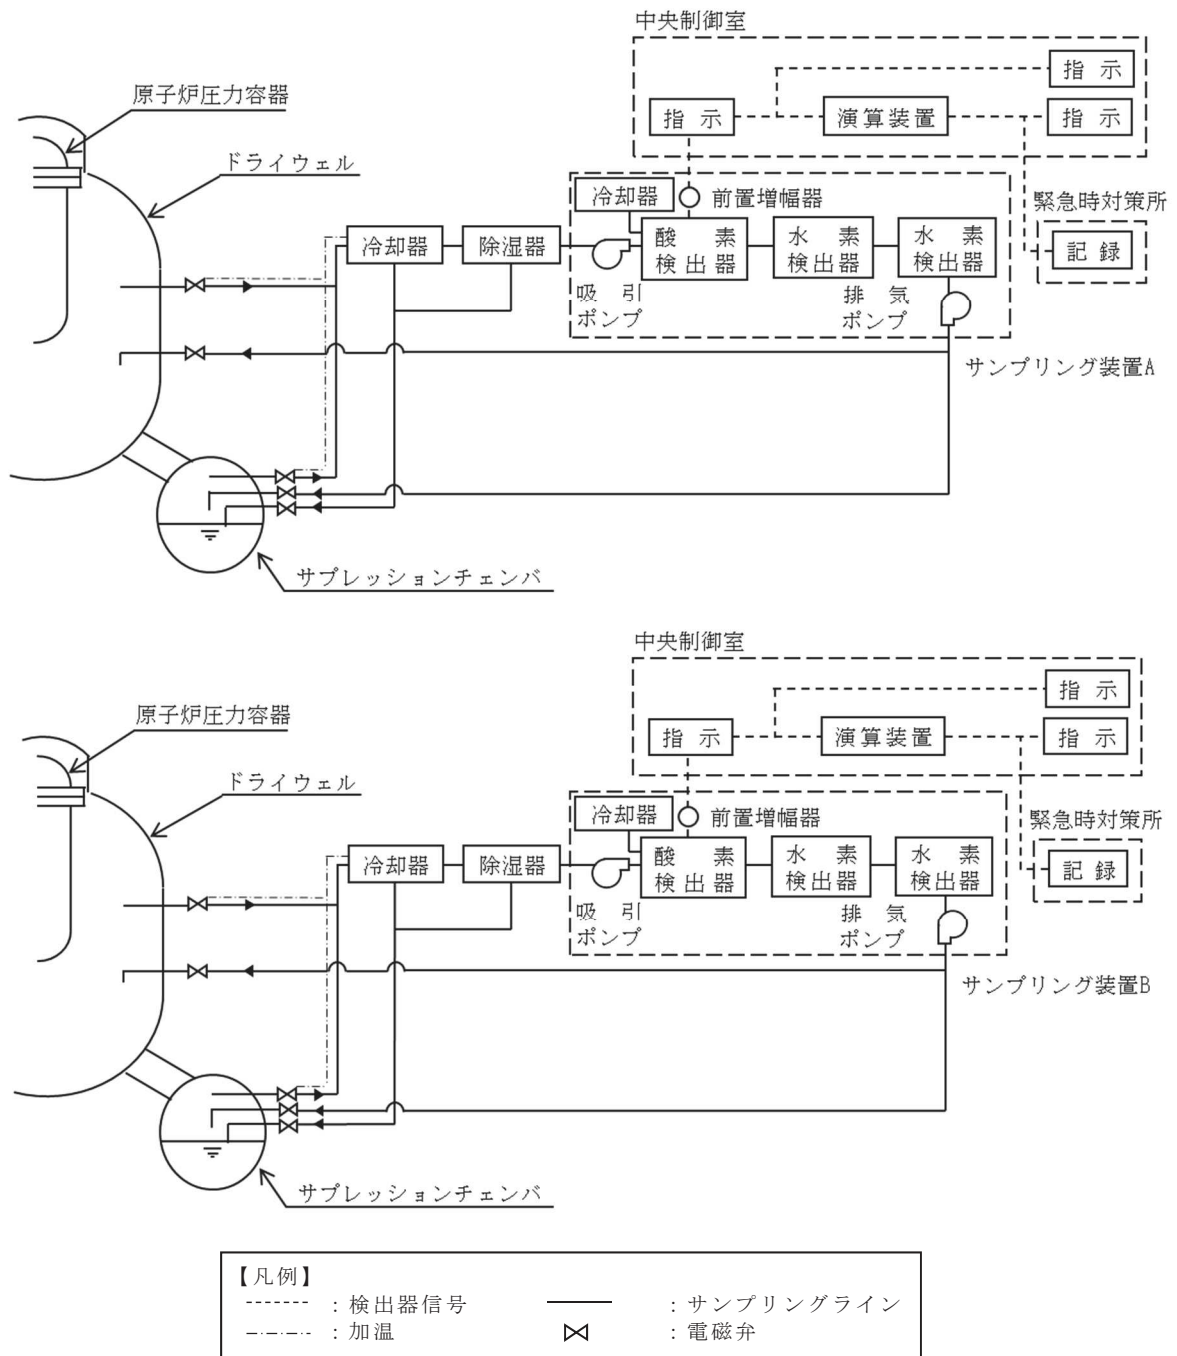 中央制御室
指示
原子炉圧力容器
指示
演算装置
指示
ドライウェル
冷却器
前置増幅器
緊急時対策所
冷却器
除湿器
酸素
検出器
水素
検出器
水素
検出器
記録
吸引
ポンプ
排気
ポンプ
サンプリング装置A
サプレッションチェンバ
中央制御室
指示
原子炉圧力容器
指示
演算装置
指示
ドライウェル
冷却器
前置増幅器
緊急時対策所
冷却器
除湿器
酸素
検出器
水素
検出器
水素
検出器
記録
吸引
ポンプ
排気
ポンプ
サンプリング装置B
サプレッションチェンバ
【凡例】
：検出器信号
：サンプリングライン
：加温
：電磁弁